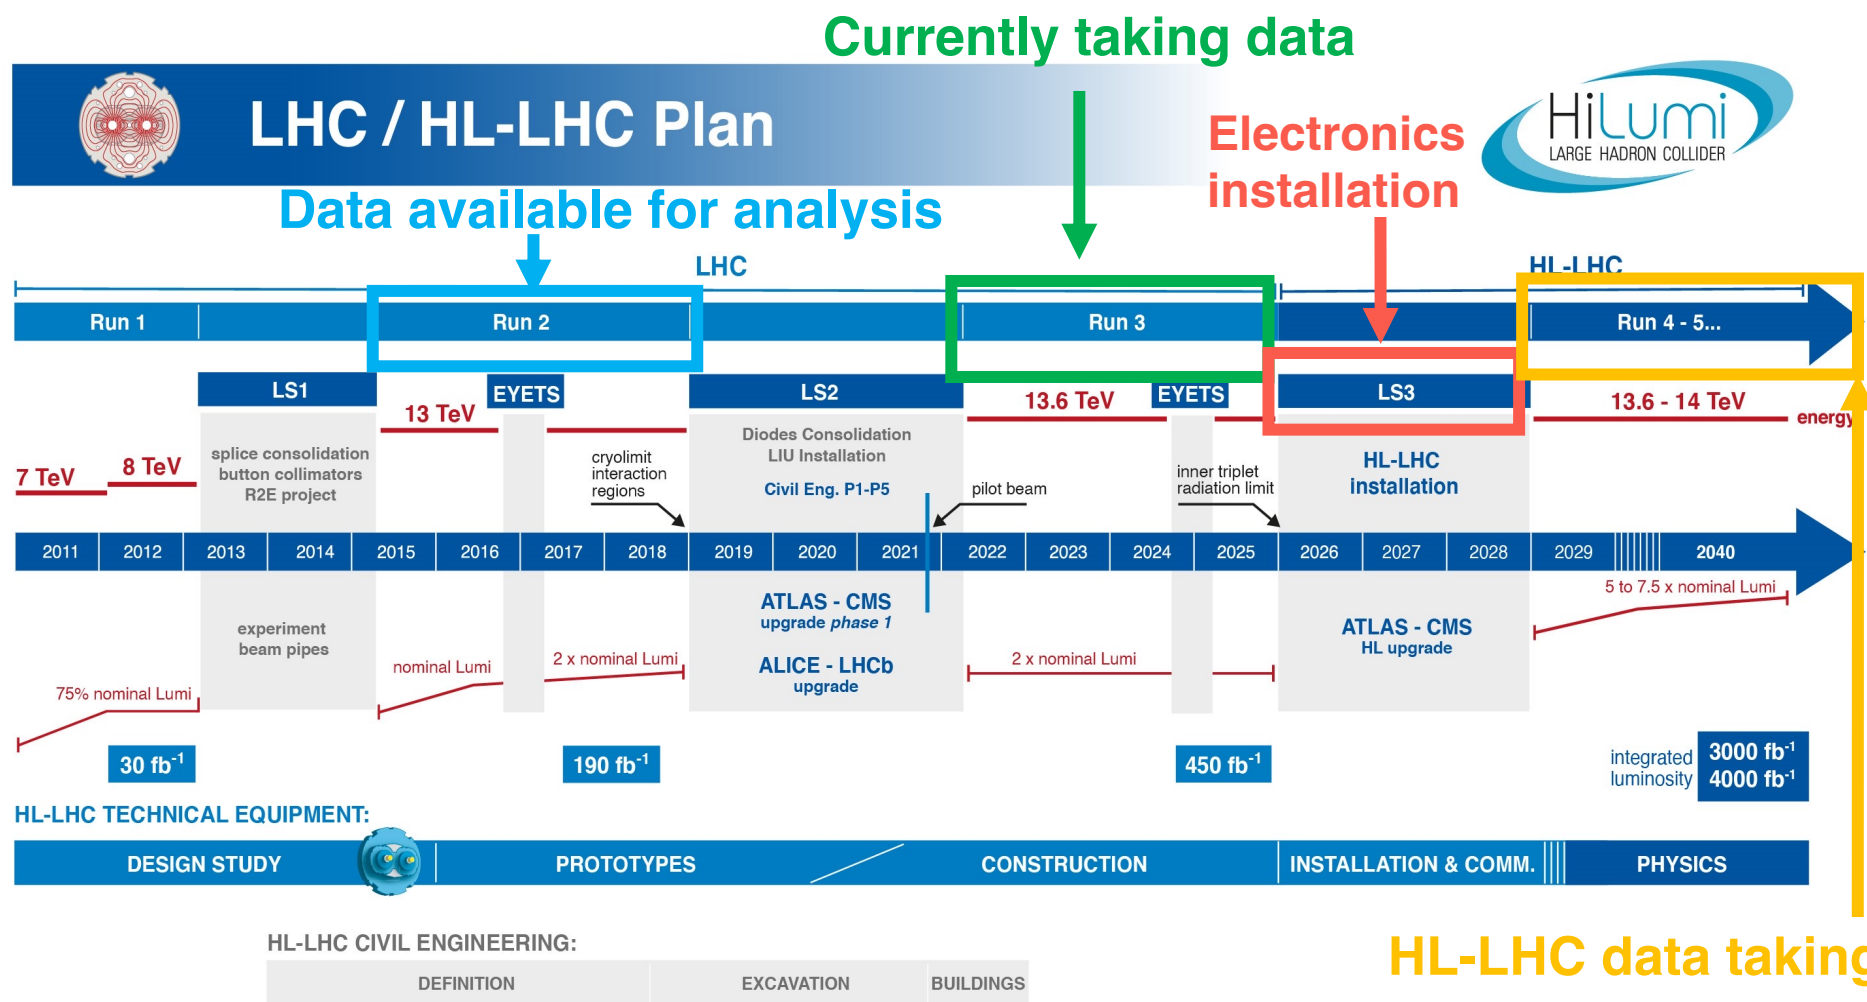 Currently taking data
LHC / HL-LHC Plan
Electronics
installation
HiLumi
LARGE HADRON COLLIDER
Data available for analysis
LHC
HL-LHC
Run 1
Run 2
Run 3
Run 4 - 5...
LS1
EYETS
LS2
EYETS
LS3
13 TeV
13.6 TeV
13.6 - 14 TeV
energy
7 TeV
8 TeV
splice consolidation
button collimators
R2E project
cryolimit
interaction
regions
Diodes Consolidation
LIU Installation
Civil Eng. P1-P5
pilot beam
inner triplet
radiation limit
HL-LHC
installation
2011 2012 2013 2014 2015 2016 2017 2018 2019 2020 2021 2022 2023 2024 2025 2026 2027 2028 2029 2040
5 to 7.5 x nominal Lumi
experiment
beam pipes
ATLAS - CMS
upgrade phase 1
ALICE - LHCb
upgrade
ATLAS - CMS
HL upgrade
75% nominal Lumi
nominal Lumi
2 x nominal Lumi
2 x nominal Lumi
30 fb⁻¹
190 fb⁻¹
450 fb⁻¹
integrated
luminosity
3000 fb⁻¹
4000 fb⁻¹
HL-LHC TECHNICAL EQUIPMENT:
DESIGN STUDY
PROTOTYPES
CONSTRUCTION
INSTALLATION & COMM.
PHYSICS
HL-LHC CIVIL ENGINEERING:
DEFINITION
EXCAVATION
BUILDINGS
HL-LHC data taking